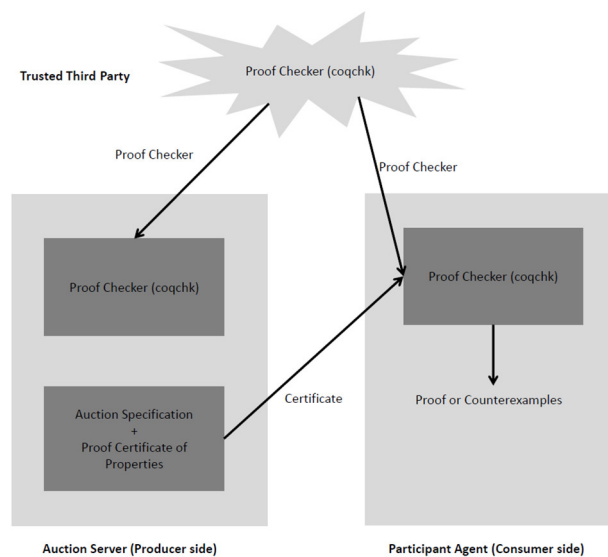 Proof Checker (coqchk)
Trusted Third Party
Proof Checker
Proof Checker
Proof Checker (coqchk)
Proof Checker (coqchk)
Certificate
Proof or Counterexamples
Auction Specification
+
Proof Certificate of
Properties
Auction Server (Producer side)
Participant Agent (Consumer side)